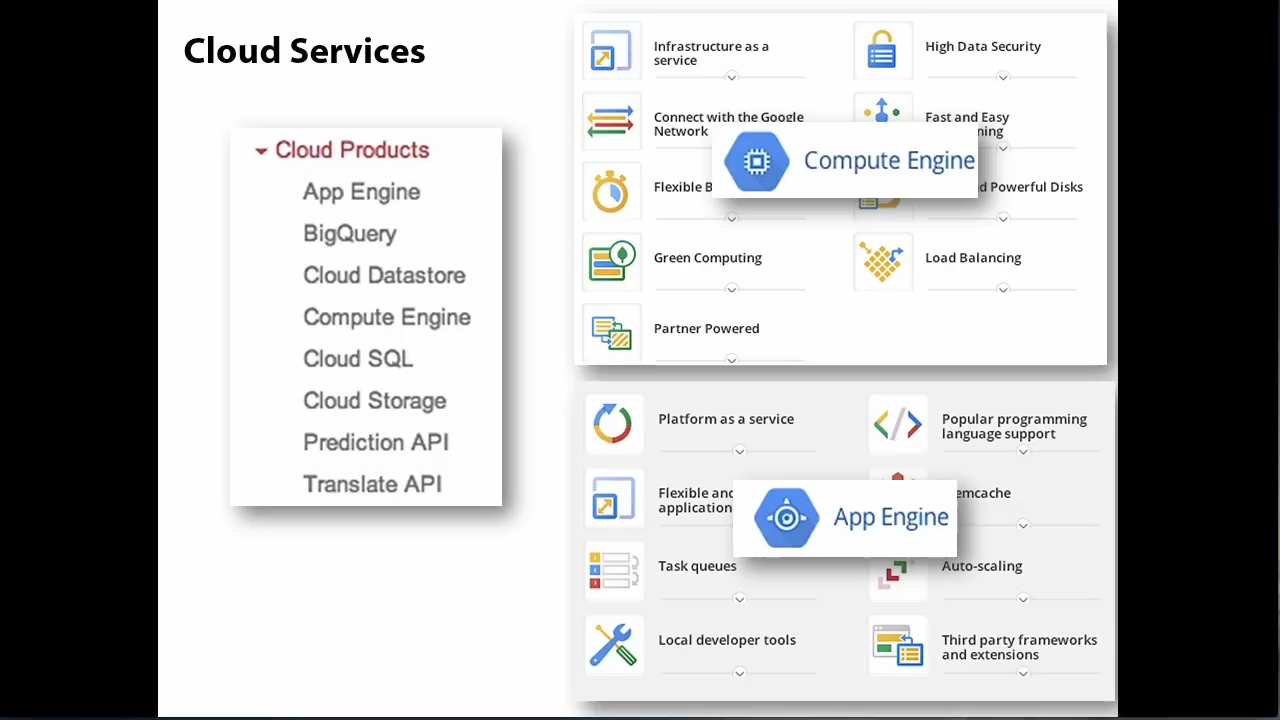 Cloud Services
Cloud Products
App Engine
BigQuery
Cloud Datastore
Compute Engine
Cloud SQL
Cloud Storage
Prediction API
Translate API
Infrastructure as a
service
High Data Security
Connect with the Google
Network
Fast and Easy
Compute Engine
Flexible
Powerful Disks
Green Computing
Load Balancing
Partner Powered
Platform as a service
Popular programming
language support
Flexible and
application
App Engine
Task queues
Auto-scaling
Local developer tools
Third party frameworks
and extensions